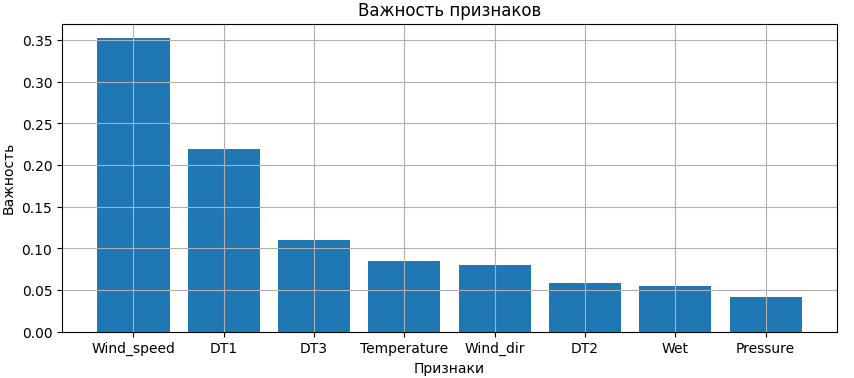 Важность признаков
Важность
0.35
0.30
0.25
0.20
0.15
0.10
0.05
0.00
Wind_speed DT1 DT3 Temperature Wind_dir DT2 Wet Pressure
Признаки